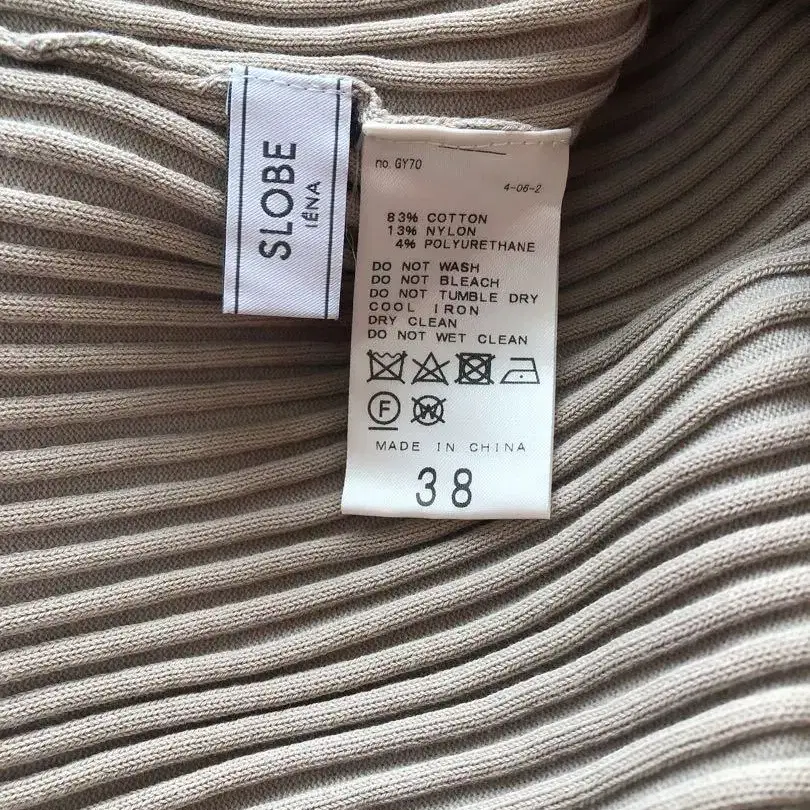 SLOBE
IÉNA
no. GY70
4-06-2
83% COTTON
13% NYLON
4% POLYURETHANE
DO NOT WASH
DO NOT BLEACH
DO NOT TUMBLE DRY
COOL IRON
DRY CLEAN
DO NOT WET CLEAN
F
W
MADE IN CHINA
38